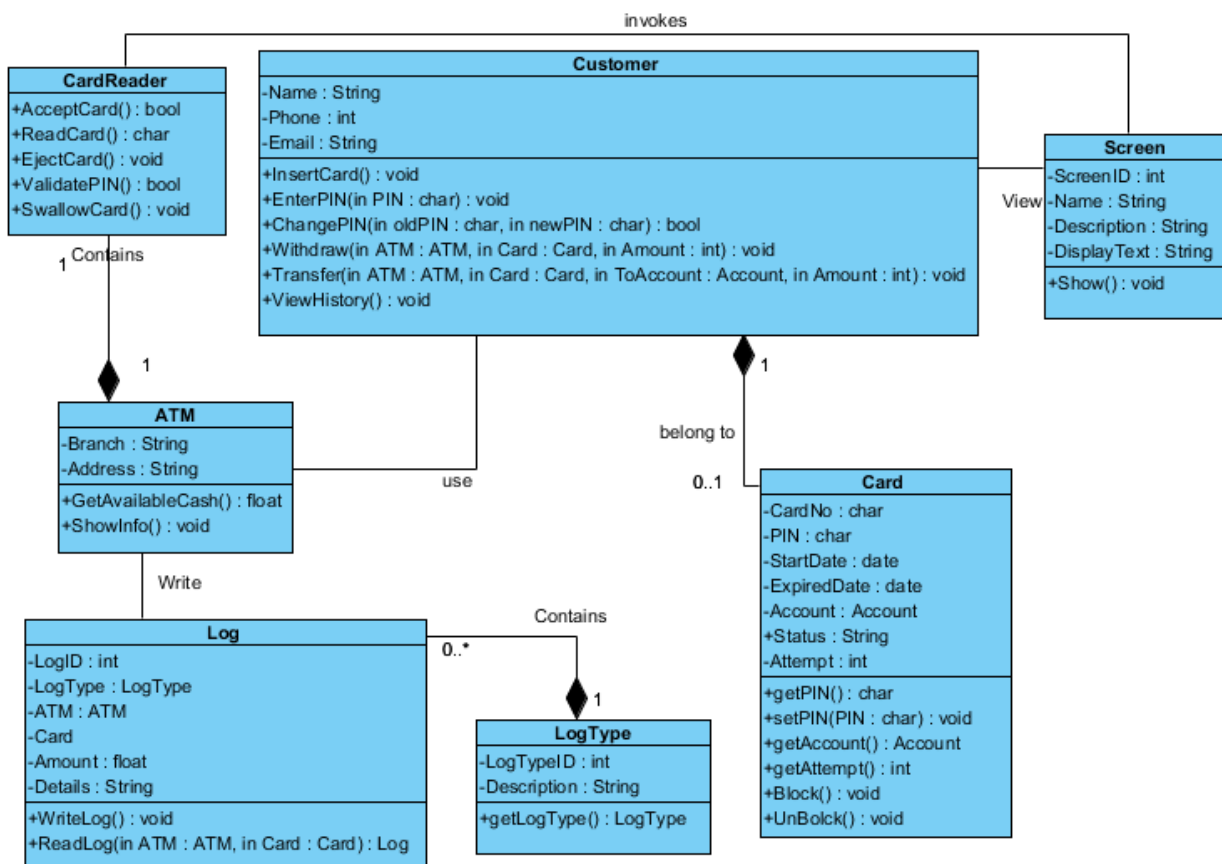 invokes
CardReader
+AcceptCard() : bool
+ReadCard() : char
+EjectCard() : void
+ValidatePIN() : bool
+SwallowCard() : void
Customer
-Name : String
-Phone : int
-Email : String
+InsertCard() : void
+EnterPIN(in PIN : char) : void
+ChangePIN(in oldPIN : char, in newPIN : char) : bool
+Withdraw(in ATM : ATM, in Card : Card, in Amount : int) : void
+Transfer(in ATM : ATM, in Card : Card, in ToAccount : Account, in Amount : int) : void
+ViewHistory() : void
View
Screen
-ScreenID : int
-Name : String
-Description : String
-DisplayText : String
+Show() : void
Contains
1
1
ATM
-Branch : String
-Address : String
+GetAvailableCash() : float
+ShowInfo() : void
use
1
belong to
0..1
Card
-CardNo : char
-PIN : char
-StartDate : date
-ExpiredDate : date
-Account : Account
+Status : String
-Attempt : int
+getPIN() : char
+setPIN(PIN : char) : void
+getAccount() : Account
+getAttempt() : int
+Block() : void
+UnBolck() : void
Write
Log
-LogID : int
-LogType : LogType
-ATM : ATM
-Card
-Amount : float
-Details : String
+WriteLog() : void
+ReadLog(in ATM : ATM, in Card : Card) : Log
Contains
0..*
1
LogType
-LogTypeID : int
-Description : String
+getLogType() : LogType